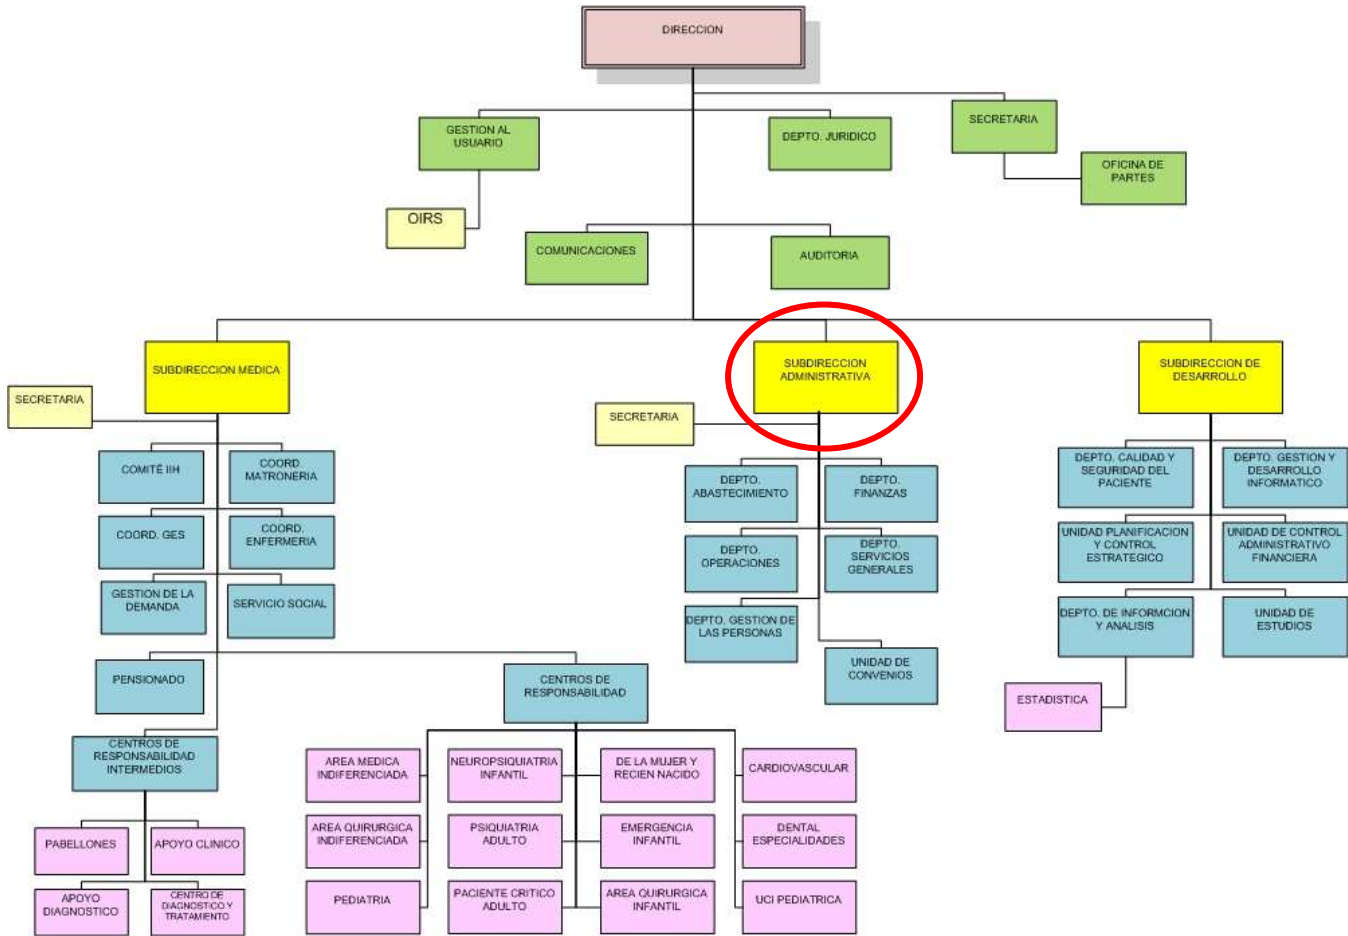 DIRECCION
GESTION AL
USUARIO
DEPTO. JURIDICO
SECRETARIA
OFICINA DE
PARTES
OIRS
COMUNICACIONES
AUDITORIA
SUBDIRECCION MEDICA
SUBDIRECCION
ADMINISTRATIVA
SUBDIRECCION DE
DESARROLLO
SECRETARIA
COMITÉ IIH
COORD.
MATRONERIA
COORD. GES
COORD.
ENFERMERIA
GESTION DE LA
DEMANDA
SERVICIO SOCIAL
PENSIONADO
CENTROS DE
RESPONSABILIDAD
CENTROS DE
RESPONSABILIDAD
INTERMEDIOS
PABELLONES
APOYO CLINICO
APOYO
DIAGNOSTICO
CENTRO DE
DIAGNOSTICO Y
TRATAMIENTO
AREA MEDICA
INDIFERENCIADA
NEUROPSIQUIATRIA
INFANTIL
DE LA MUJER Y
RECIEN NACIDO
CARDIOVASCULAR
AREA QUIRURGICA
INDIFERENCIADA
PSIQUIATRIA
ADULTO
EMERGENCIA
INFANTIL
DENTAL
ESPECIALIDADES
PEDIATRIA
PACIENTE CRITICO
ADULTO
AREA QUIRURGICA
INFANTIL
UCI PEDIATRICA
SECRETARIA
DEPTO.
ABASTECIMIENTO
DEPTO.
FINANZAS
DEPTO.
OPERACIONES
DEPTO.
SERVICIOS
GENERALES
DEPTO. GESTION DE
LAS PERSONAS
UNIDAD DE
CONVENIOS
DEPTO. CALIDAD Y
SEGURIDAD DEL
PACIENTE
DEPTO. GESTION Y
DESARROLLO
INFORMATICO
UNIDAD PLANIFICACION
Y CONTROL
ESTRATEGICO
UNIDAD DE CONTROL
ADMINISTRATIVO
FINANCIERA
DEPTO. DE INFORMCION
Y ANALISIS
UNIDAD DE
ESTUDIOS
ESTADISTICA